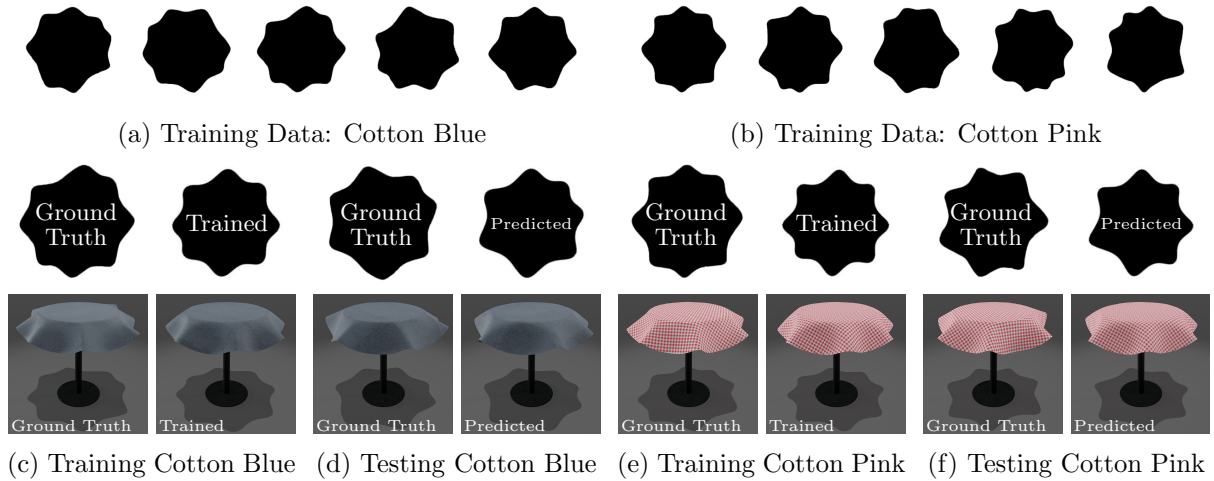 (a) Training Data: Cotton Blue
(b) Training Data: Cotton Pink
Ground
Truth
Trained
Ground
Truth
Predicted
Ground
Truth
Trained
Ground
Truth
Predicted
Ground Truth
Trained
Ground Truth
Predicted
Ground Truth
Trained
Ground Truth
Predicted
(c) Training Cotton Blue
(d) Testing Cotton Blue
(e) Training Cotton Pink
(f) Testing Cotton Pink